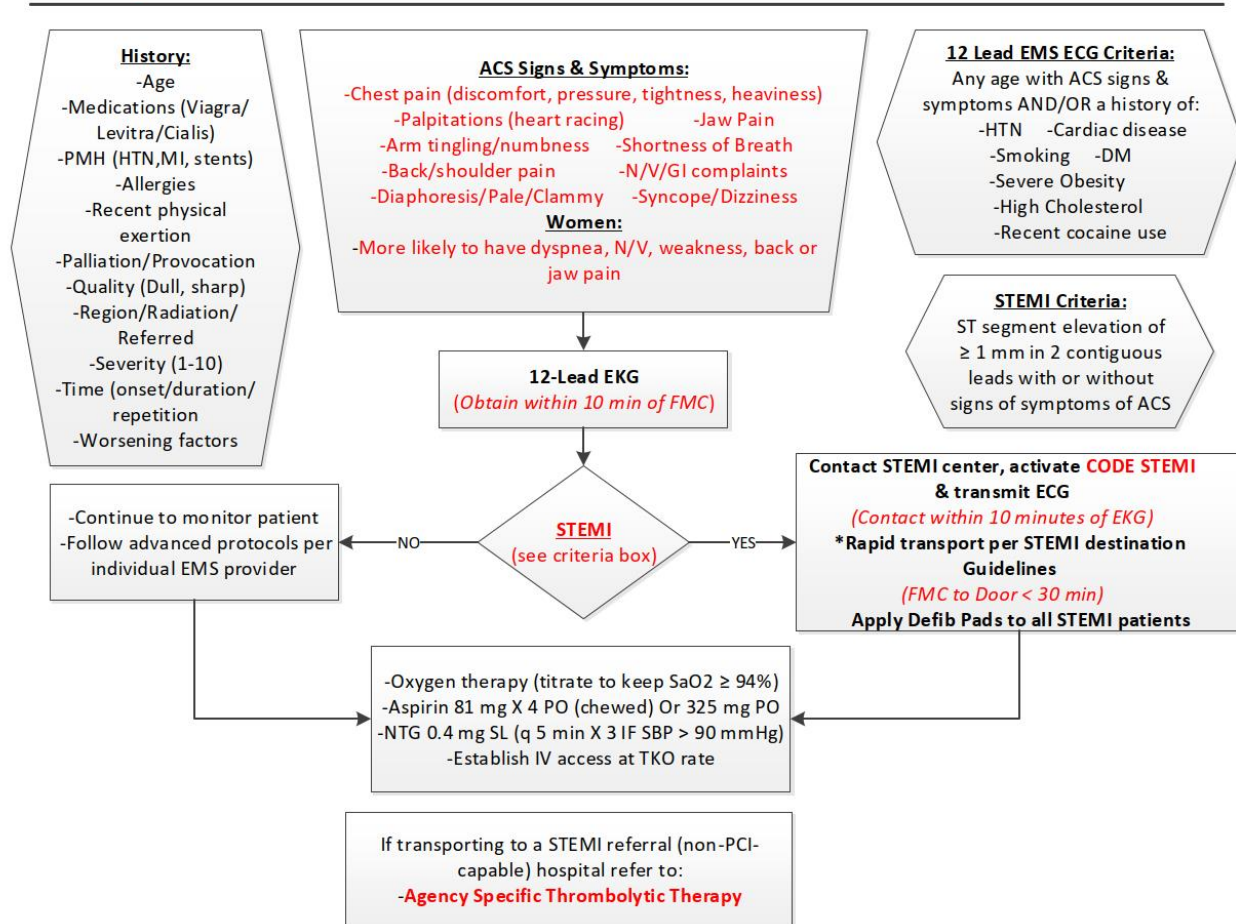 History:
-Age
-Medications (Viagra/
Levitra/Cialis)
-PMH (HTN,MI, stents)
-Allergies
-Recent physical
exertion
-Palliation/Provocation
-Quality (Dull, sharp)
-Region/Radiation/
Referred
-Severity (1-10)
-Time (onset/duration/
repetition
-Worsening factors
ACS Signs & Symptoms:
-Chest pain (discomfort, pressure, tightness, heaviness)
-Palpitations (heart racing) -Jaw Pain
-Arm tingling/numbness -Shortness of Breath
-Back/shoulder pain -N/V/GI complaints
-Diaphoresis/Pale/Clammy -Syncope/Dizziness
Women:
-More likely to have dyspnea, N/V, weakness, back or
jaw pain
12 Lead EMS ECG Criteria:
Any age with ACS signs &
symptoms AND/OR a history of:
-HTN -Cardiac disease
-Smoking -DM
-Severe Obesity
-High Cholesterol
-Recent cocaine use
STEMI Criteria:
ST segment elevation of
≥ 1 mm in 2 contiguous
leads with or without
signs of symptoms of ACS
12-Lead EKG
(Obtain within 10 min of FMC)
STEMI
(see criteria box)
NO
YES
-Continue to monitor patient
-Follow advanced protocols per
individual EMS provider
Contact STEMI center, activate CODE STEMI
& transmit ECG
(Contact within 10 minutes of EKG)
*Rapid transport per STEMI destination
Guidelines
(FMC to Door < 30 min)
Apply Defib Pads to all STEMI patients
-Oxygen therapy (titrate to keep SaO2 ≥ 94%)
-Aspirin 81 mg X 4 PO (chewed) Or 325 mg PO
-NTG 0.4 mg SL (q 5 min X 3 IF SBP > 90 mmHg)
-Establish IV access at TKO rate
If transporting to a STEMI referral (non-PCI-
capable) hospital refer to:
-Agency Specific Thrombolytic Therapy